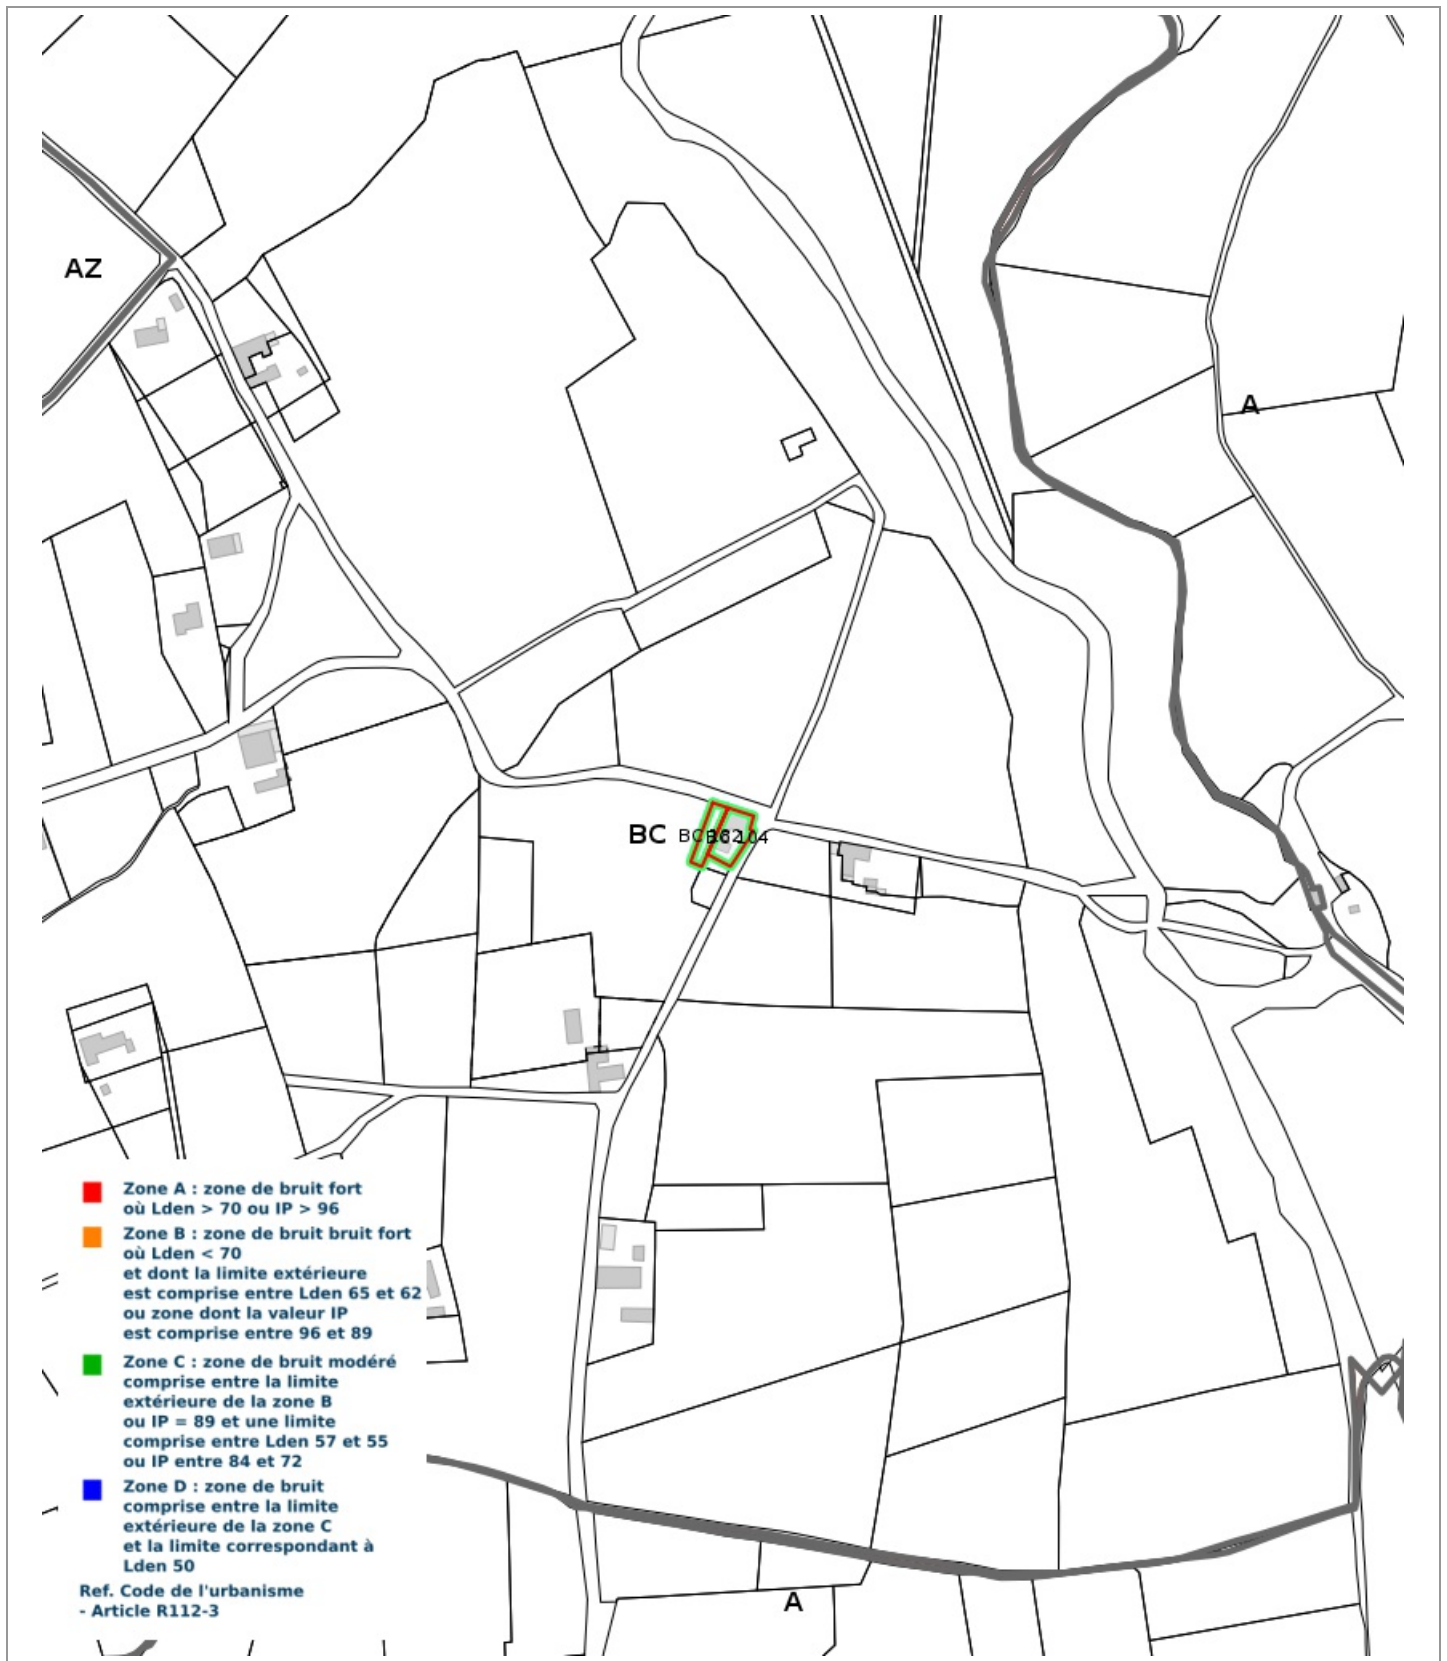 AZ
A
BC
Zone A : zone de bruit fort
où Lden > 70 ou IP > 96
Zone B : zone de bruit bruit fort
où Lden < 70
et dont la limite extérieure
est comprise entre Lden 65 et 62
ou zone dont la valeur IP
est comprise entre 96 et 89
Zone C : zone de bruit modéré
comprise entre la limite
extérieure de la zone B
ou IP = 89 et une limite
comprise entre Lden 57 et 55
ou IP entre 84 et 72
Zone D : zone de bruit
comprise entre la limite
extérieure de la zone C
et la limite correspondant à
Lden 50
Ref. Code de l'urbanisme
- Article R112-3
A